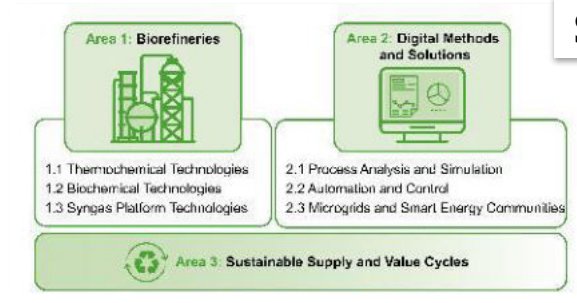 Area 1: Biorefineries
1.1 Thermochemical Technologies
1.2 Biochemical Technologies
1.3 Syngas Platform Technologies
Area 2: Digital Methods
and Solutions
2.1 Process Analysis and Simulation
2.2 Automation and Control
2.3 Microgrids and Smart Energy Communities
Area 3: Sustainable Supply and Value Cycles